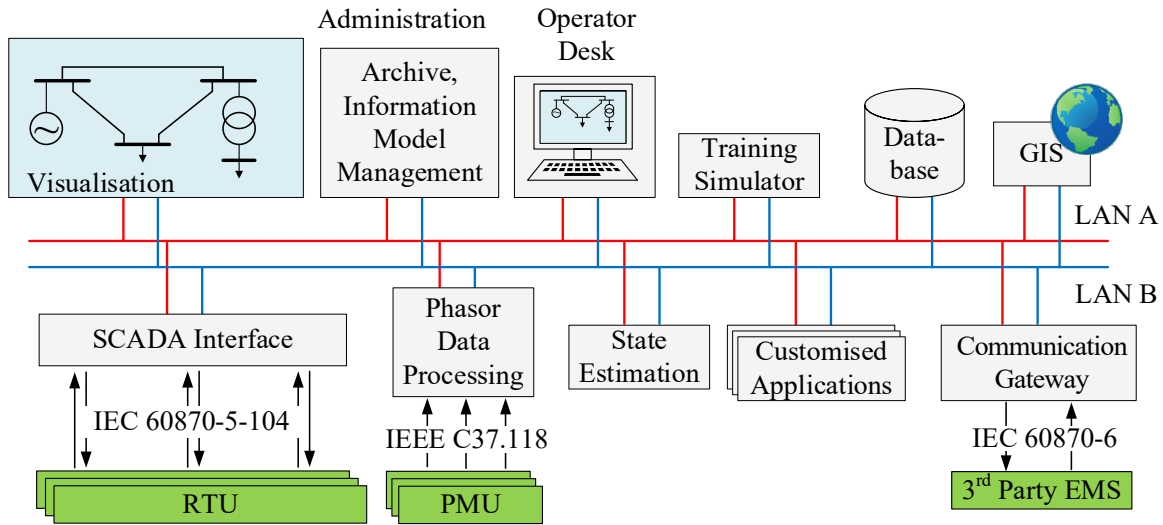 Administration
Operator
Desk
Visualisation
Archive,
Information
Model
Management
Training
Simulator
Data-
base
GIS
LAN A
LAN B
SCADA Interface
Phasor
Data
Processing
State
Estimation
Customised
Applications
Communication
Gateway
IEC 60870-5-104
IEEE C37.118
IEC 60870-6
RTU
PMU
3rd Party EMS